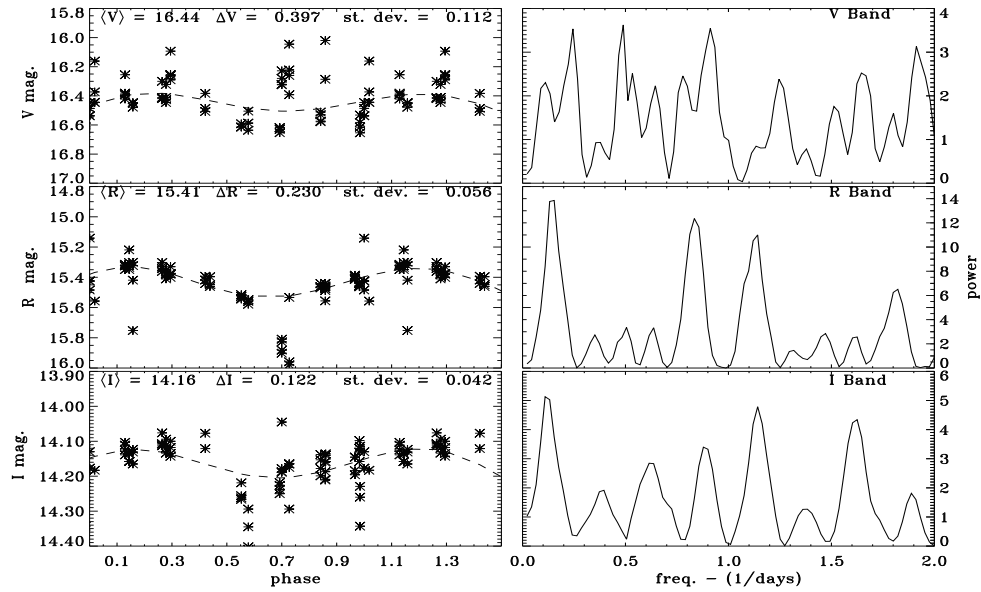 ⟨V⟩ = 16.44 ΔV = 0.397 st. dev. = 0.112
15.8
16.0
16.2
16.4
16.6
16.8
17.0
V mag.
V Band
4
3
2
1
0
⟨R⟩ = 15.41 ΔR = 0.230 st. dev. = 0.056
14.8
15.0
15.2
15.4
15.6
15.8
16.0
R mag.
R Band
14
12
10
8
6
4
2
0
power
⟨I⟩ = 14.16 ΔI = 0.122 st. dev. = 0.042
13.90
14.00
14.10
14.20
14.30
14.40
I mag.
I Band
6
5
4
3
2
1
0
0.1 0.3 0.5 0.7 0.9 1.1 1.3
phase
0.0 0.5 1.0 1.5 2.0
freq. − (1/days)